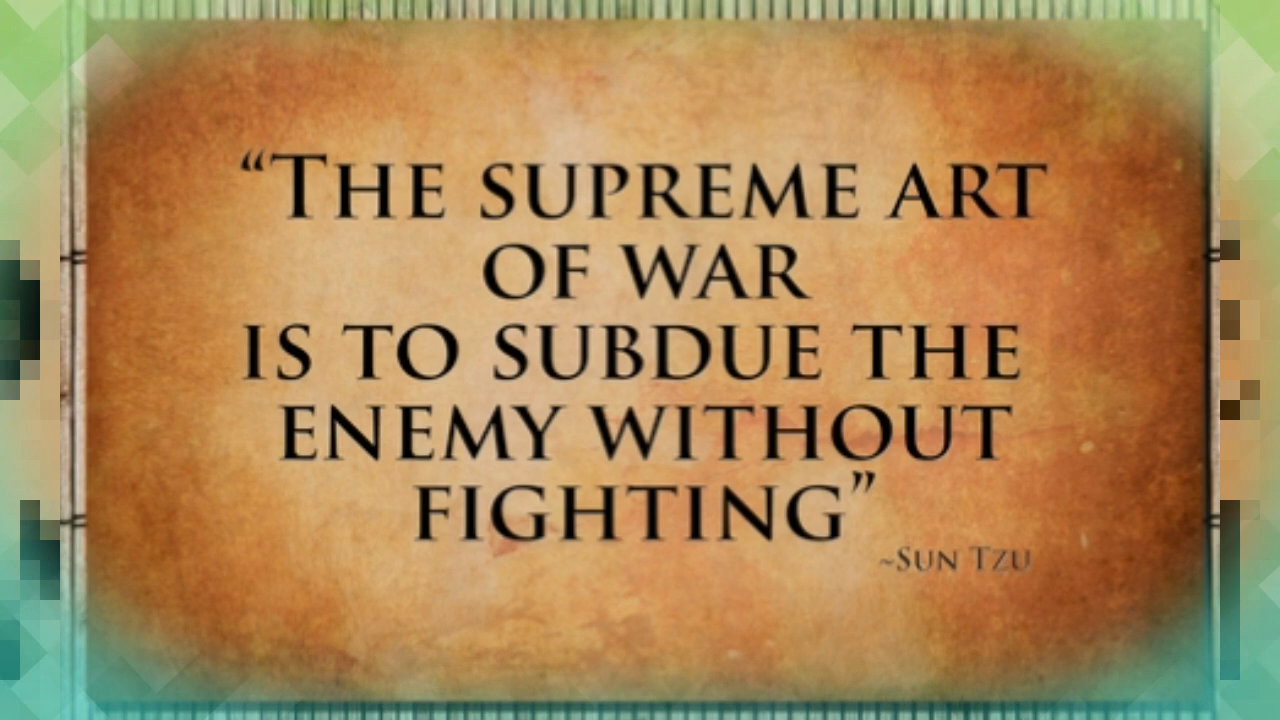 “The supreme art
of war
is to subdue the
enemy without
fighting”
~Sun Tzu